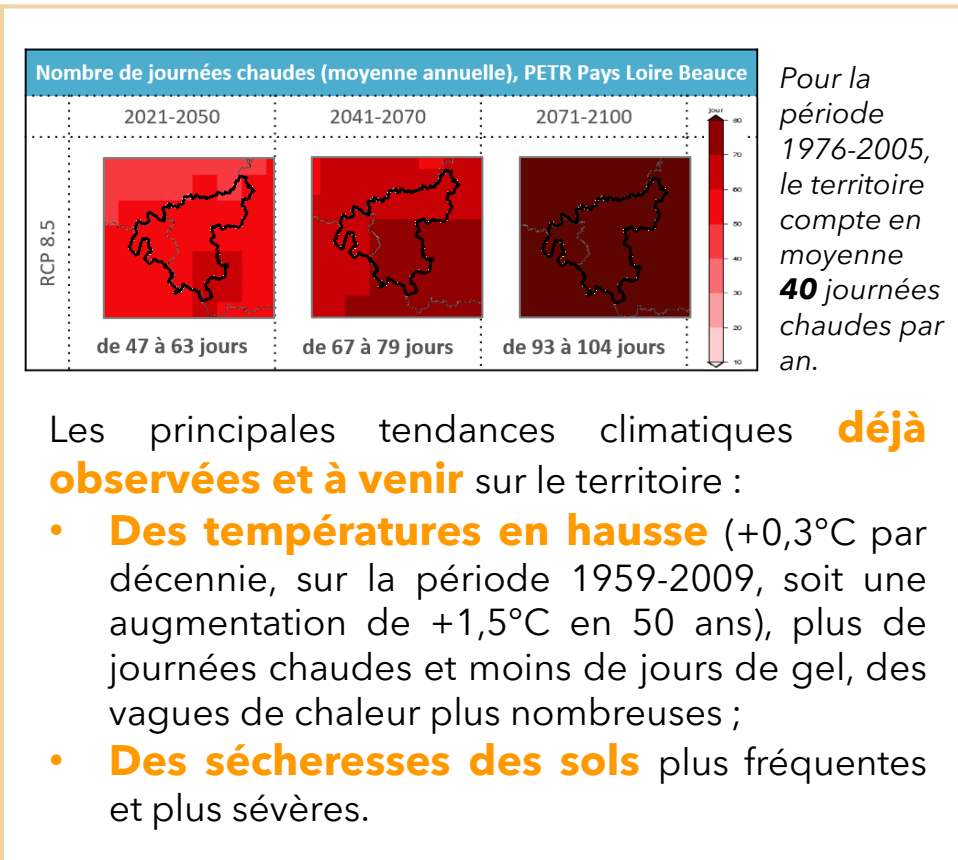 Nombre de journées chaudes (moyenne annuelle), PETR Pays Loire Beauce
2021-2050
2041-2070
2071-2100
jour
80
70
60
50
40
30
20
10
RCP 8.5
de 47 à 63 jours
de 67 à 79 jours
de 93 à 104 jours
Pour la
période
1976-2005,
le territoire
compte en
moyenne
40 journées
chaudes par
an.
Les principales tendances climatiques déjà
observées et à venir sur le territoire :
• Des températures en hausse (+0,3°C par
décennie, sur la période 1959-2009, soit une
augmentation de +1,5°C en 50 ans), plus de
journées chaudes et moins de jours de gel, des
vagues de chaleur plus nombreuses ;
• Des sécheresses des sols plus fréquentes
et plus sévères.